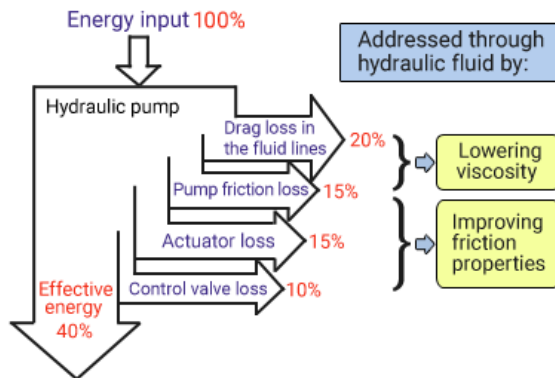 Energy input 100%
Addressed through
hydraulic fluid by:
Hydraulic pump
Drag loss in
the fluid lines
20%
Lowering
viscosity
Pump friction loss
15%
Actuator loss
15%
Improving
friction
properties
Control valve loss
10%
Effective
energy
40%